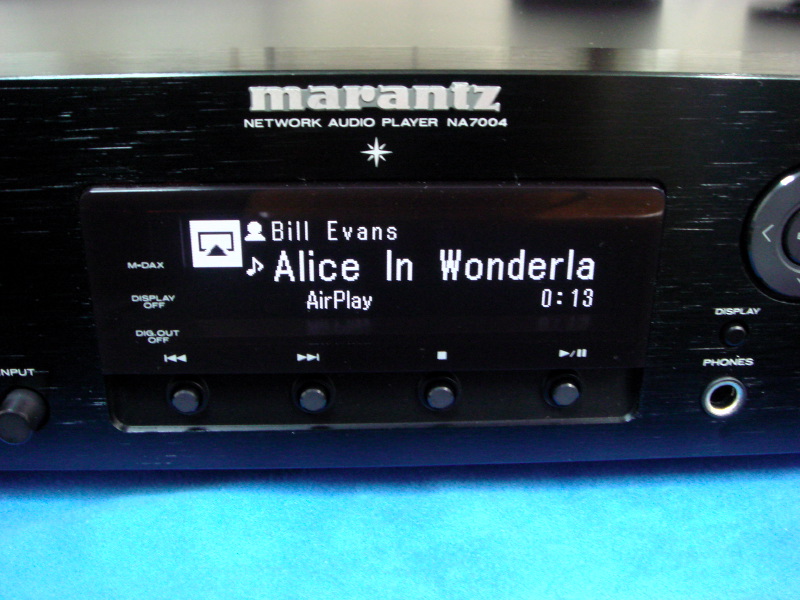 marantz
NETWORK AUDIO PLAYER NA7004
Bill Evans
Alice In Wonderla
AirPlay 0:13
M-DAX
DISPLAY
OFF
DIG.OUT
OFF
NPUT
DISPLAY
PHONES